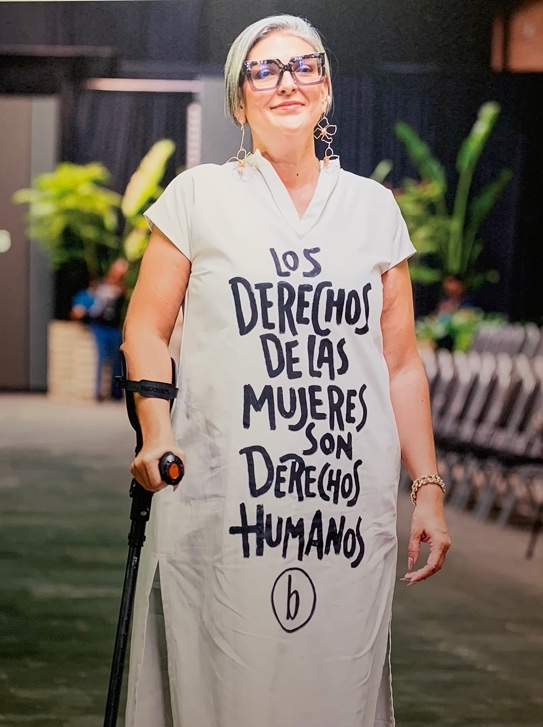 LOS
DERECHOS
DE LAS
MUJERES
SON
DERECHOS
HUMANOS
b